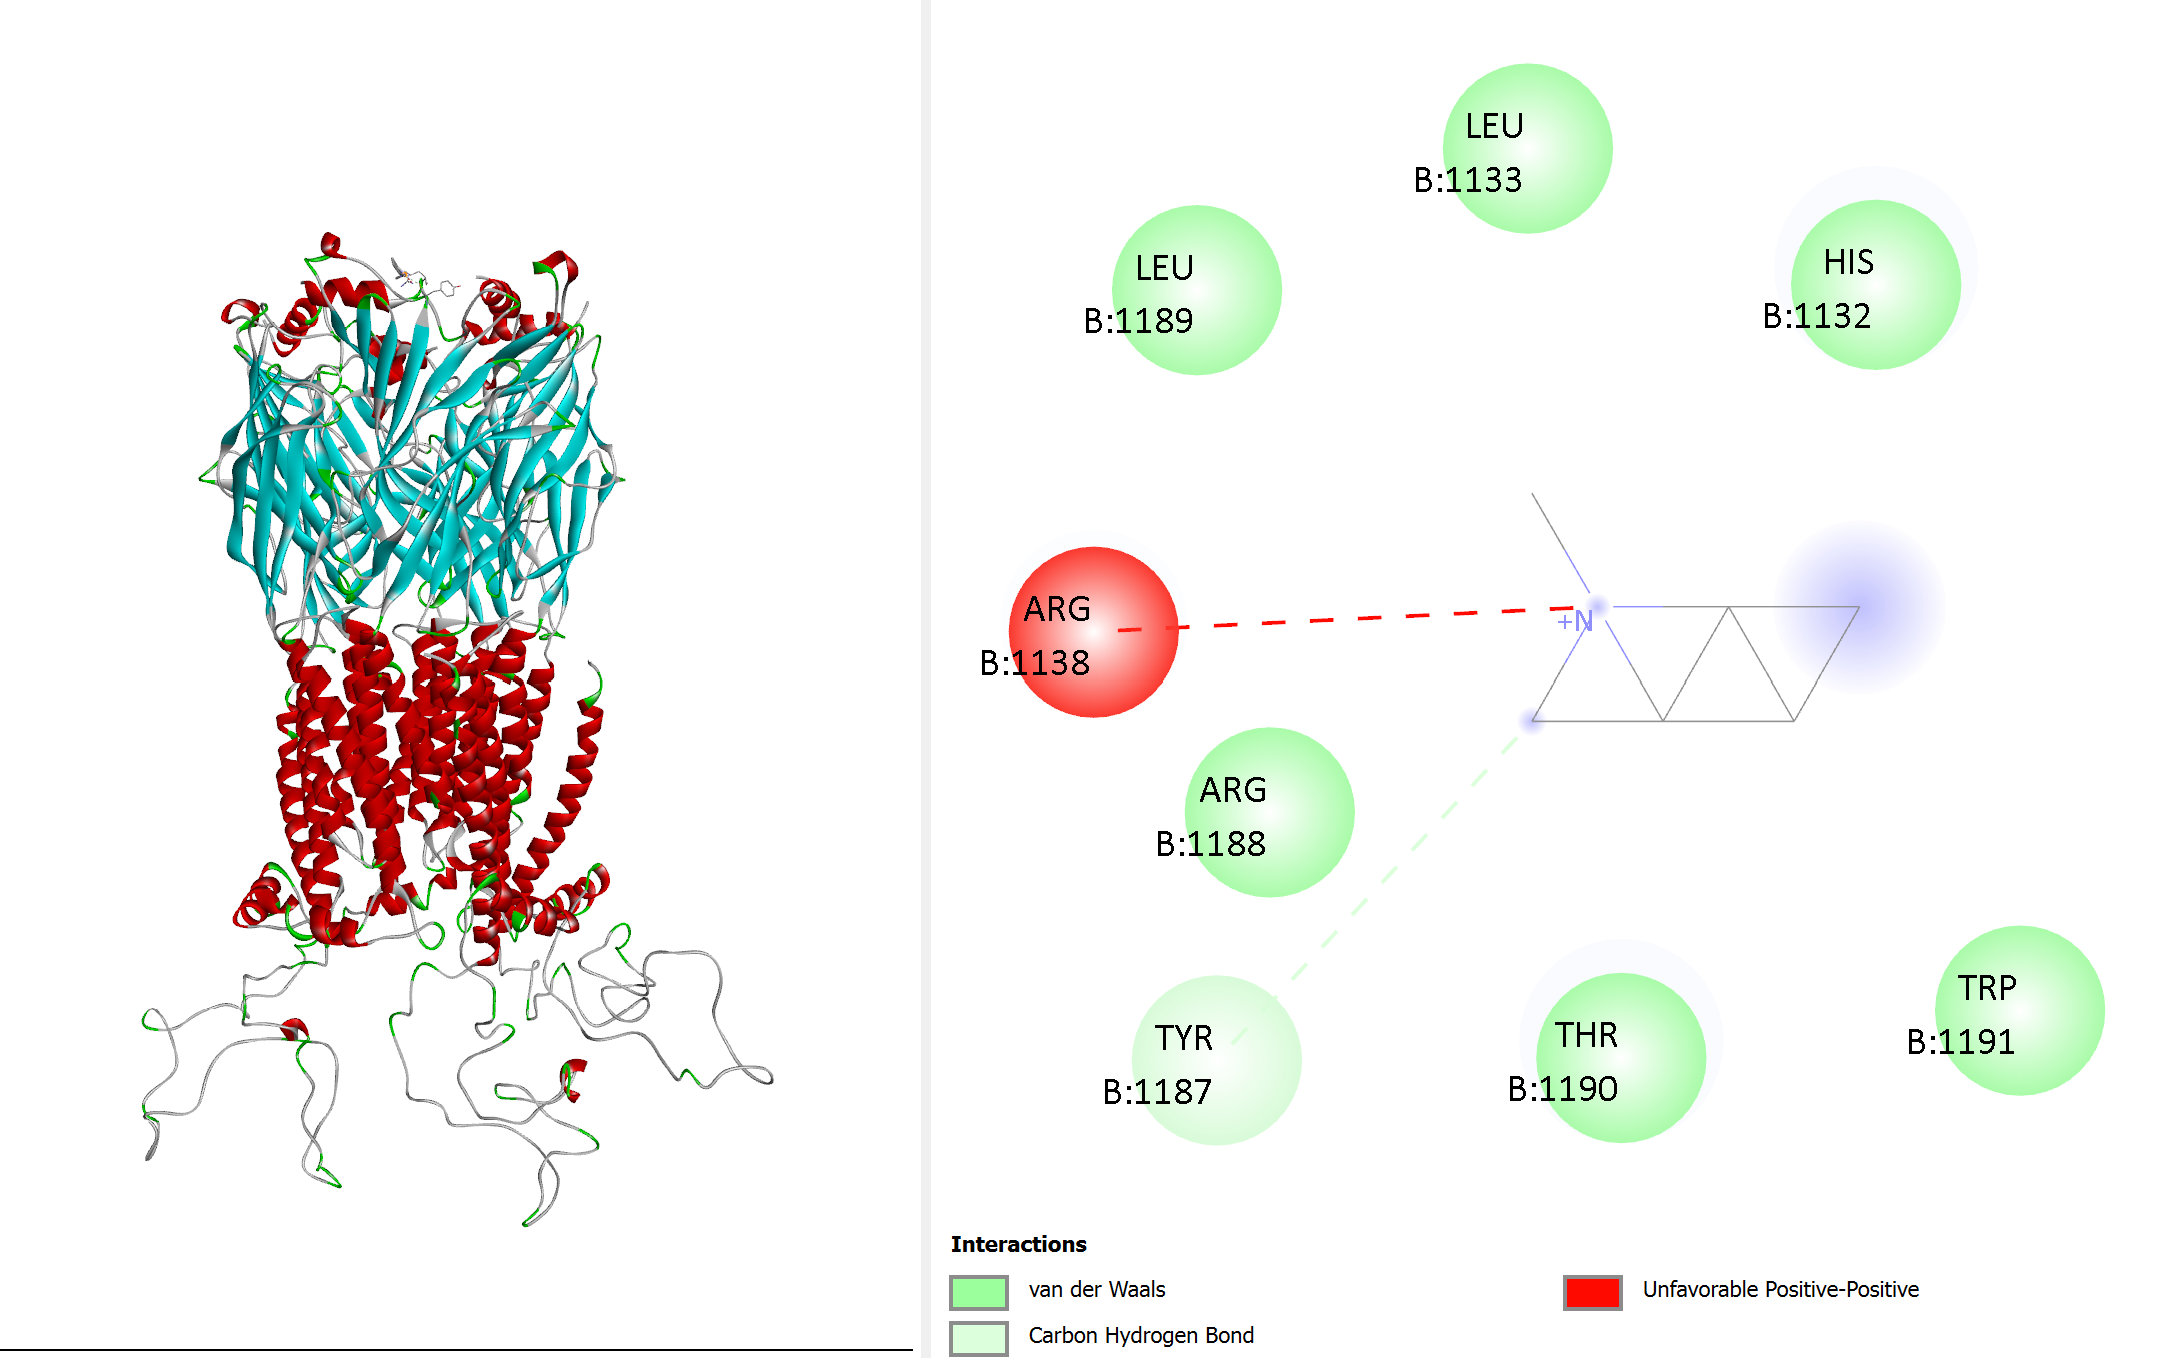 LEU
B:1133
LEU
B:1189
HIS
B:1132
ARG
B:1138
+N
ARG
B:1188
TYR
B:1187
THR
B:1190
TRP
B:1191
Interactions
van der Waals
Carbon Hydrogen Bond
Unfavorable Positive-Positive